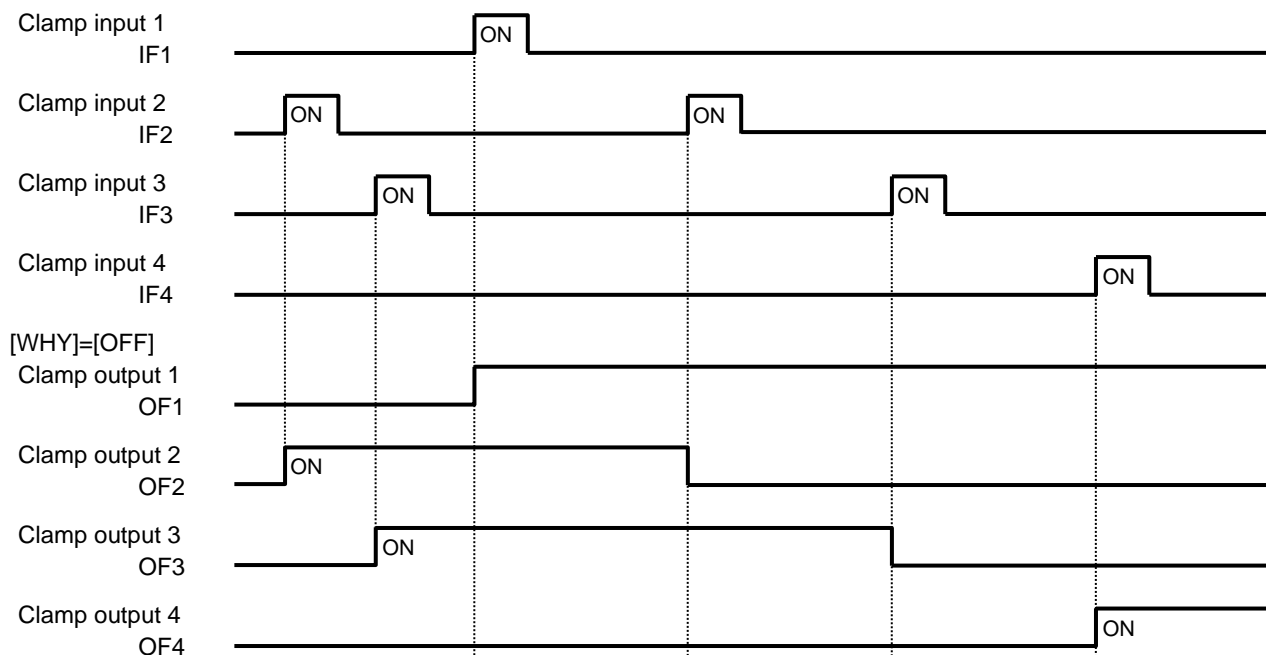 Clamp input 1
ON
IF1
Clamp input 2
ON
ON
IF2
Clamp input 3
ON
ON
IF3
Clamp input 4
ON
IF4
[WHY]=[OFF]
Clamp output 1
OF1
Clamp output 2
ON
OF2
Clamp output 3
ON
OF3
Clamp output 4
ON
OF4